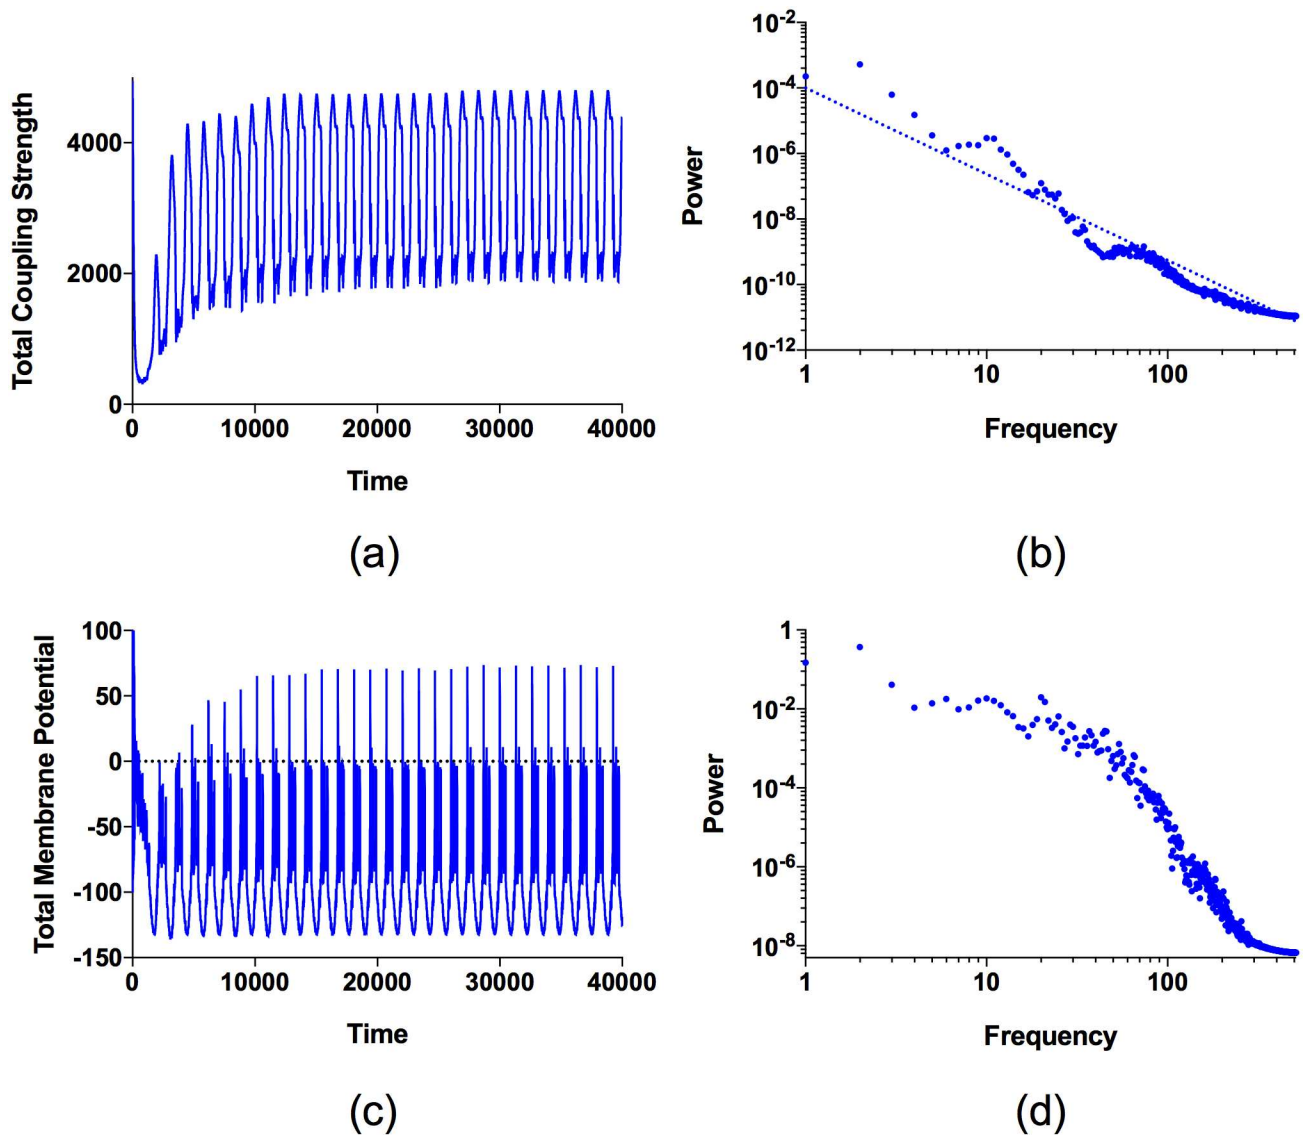 Total Coupling Strength
4000
2000
0
0 10000 20000 30000 40000
Time
(a)
Power
10-2
10-4
10-6
10-8
10-10
10-12
1 10 100
Frequency
(b)
Total Membrane Potential
100
50
0
-50
-100
-150
0 10000 20000 30000 40000
Time
(c)
Power
1
10-2
10-4
10-6
10-8
1 10 100
Frequency
(d)